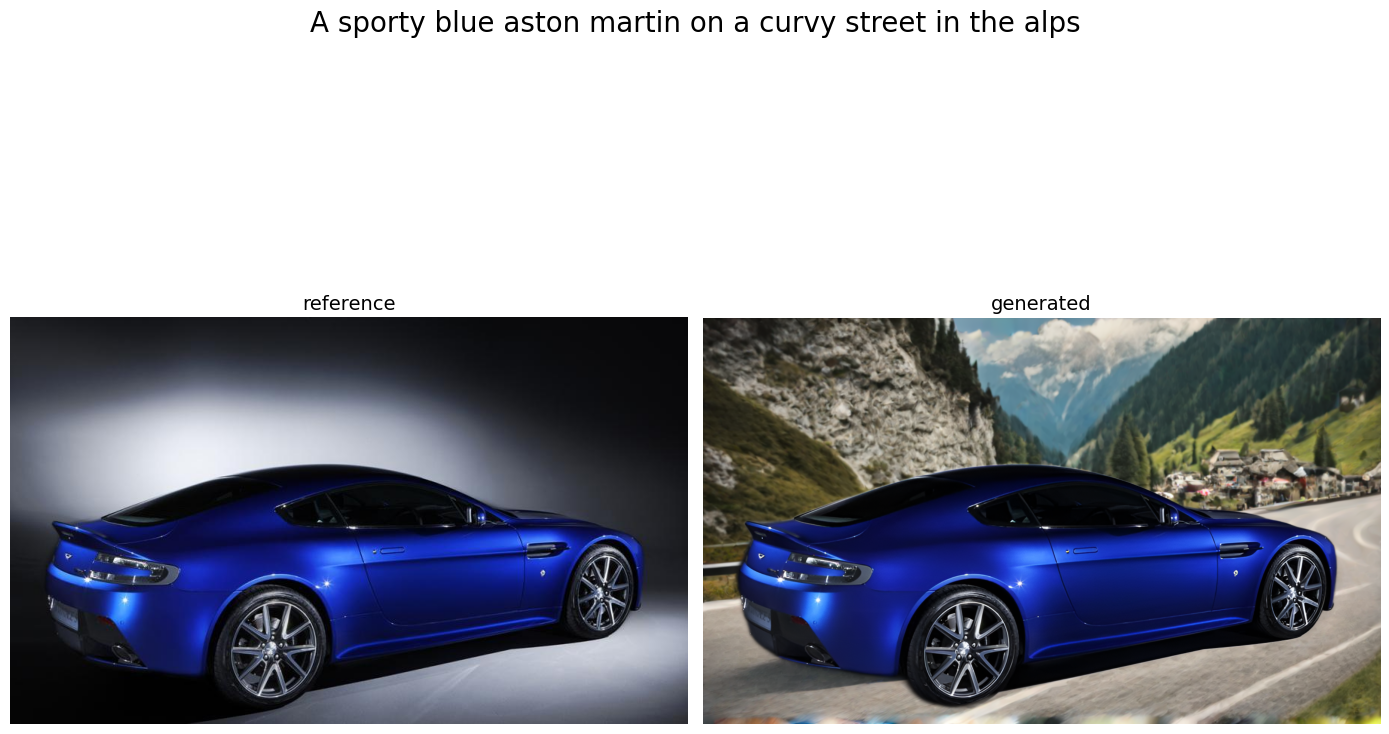 A sporty blue aston martin on a curvy street in the alps
reference
generated